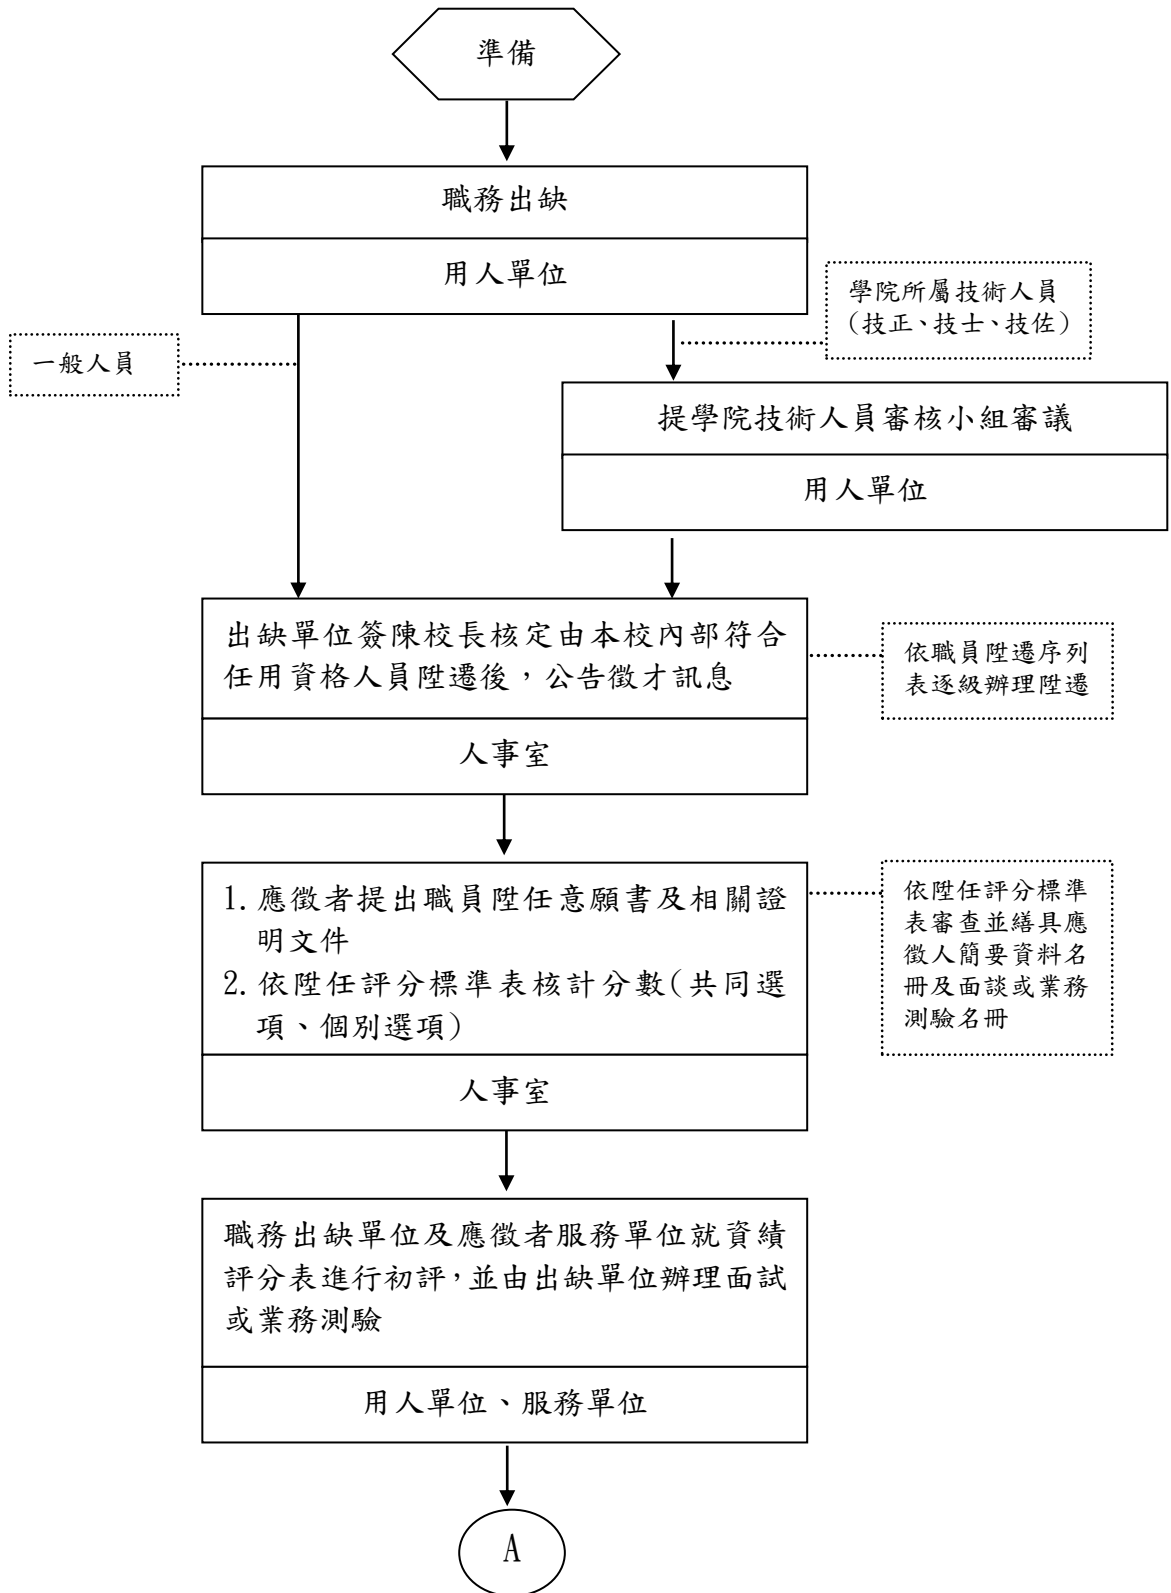 準備
職務出缺
用人單位
學院所屬技術人員
（技正、技士、技佐）
一般人員
提學院技術人員審核小組審議
用人單位
出缺單位簽陳校長核定由本校內部符合
任用資格人員陞遷後，公告徵才訊息
人事室
依職員陞遷序列
表逐級辦理陞遷
1. 應徵者提出職員陞任意願書及相關證
明文件
2. 依陞任評分標準表核計分數(共同選
項、個別選項)
人事室
依陞任評分標準
表審查並繕具應
徵人簡要資料名
冊及面談或業務
測驗名冊
職務出缺單位及應徵者服務單位就資績
評分表進行初評，並由出缺單位辦理面試
或業務測驗
用人單位、服務單位
A